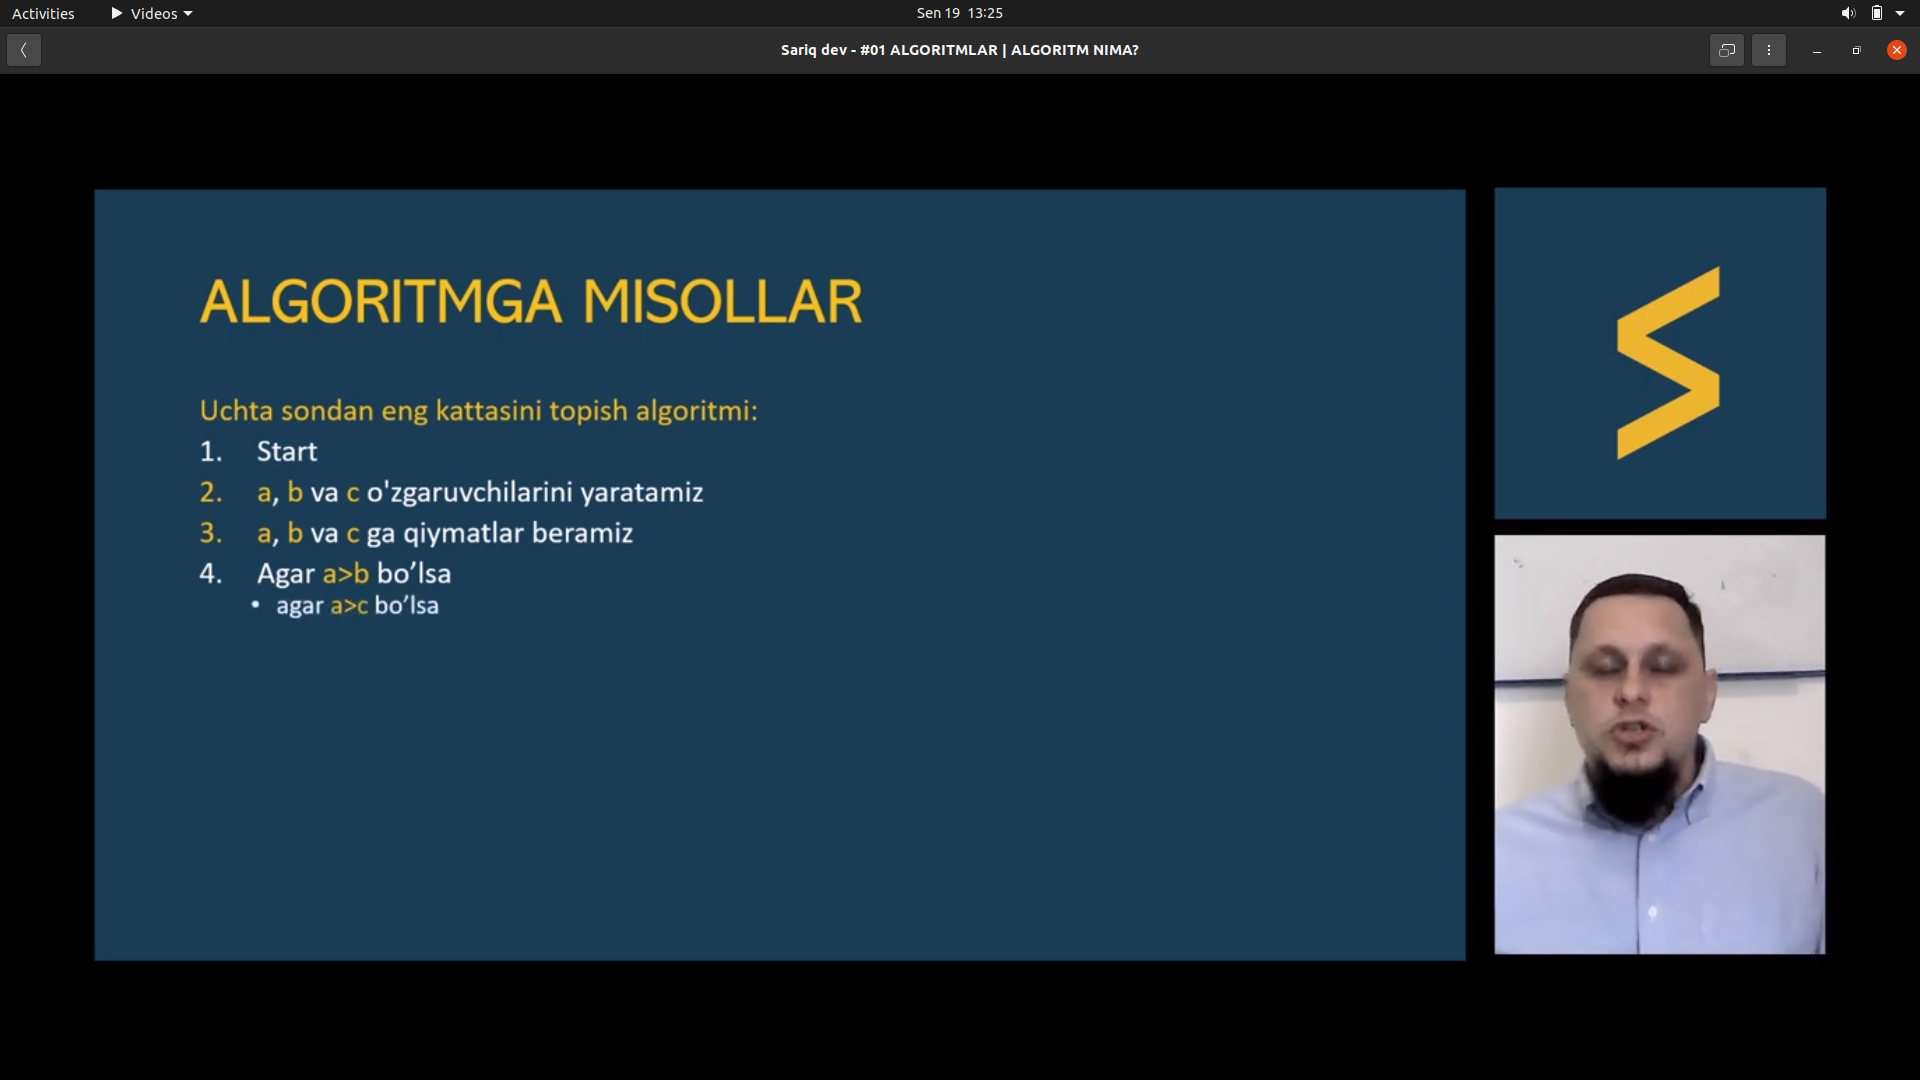 Activities
Videos
Sen 19 13:25
Sariq dev - #01 ALGORITMLAR | ALGORITM NIMA?
ALGORITMGA MISOLLAR
Uchta sondan eng kattasini topish algoritmi:
1. Start
2. a, b va c o'zgaruvchilarini yaratamiz
3. a, b va c ga qiymatlar beramiz
4. Agar a>b bo’lsa
• agar a>c bo’lsa